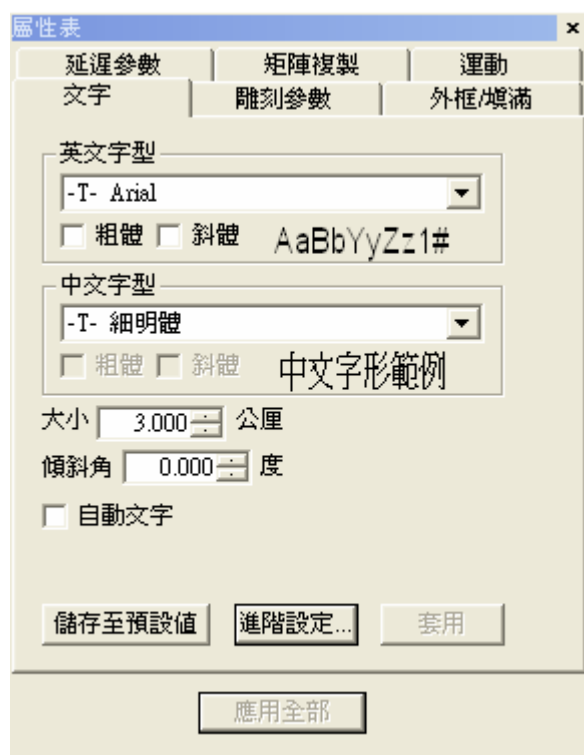 屬性表
延遲參數 矩陣複製 運動
文字 雕刻參數 外框/填滿
英文字型
-T- Arial
粗體 斜體 AaBbYyZz1#
中文字型
-T- 細明體
粗體 斜體 中文字形範例
大小 3.000 公厘
傾斜角 0.000 度
自動文字
儲存至預設值 進階設定... 套用
應用全部